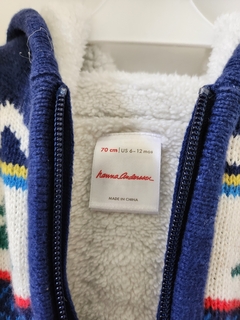 70 cm | US 6-12 mos
hanna andersson
MADE IN CHINA